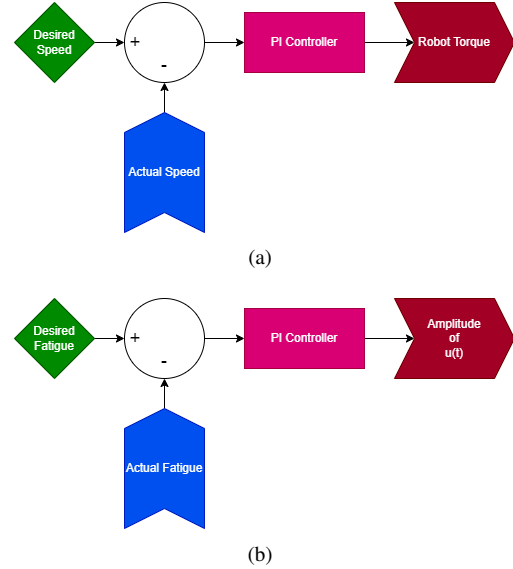 Desired
Speed
+
-
PI Controller
Robot Torque
Actual Speed
(a)
Desired
Fatigue
+
-
PI Controller
Amplitude
of
u(t)
Actual Fatigue
(b)